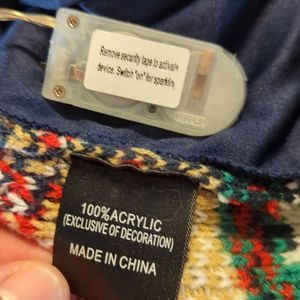 Remove security tape to activate
device. Switch "on" for sparklin.
100%ACRYLIC
(EXCLUSIVE OF DECORATION)
MADE IN CHINA